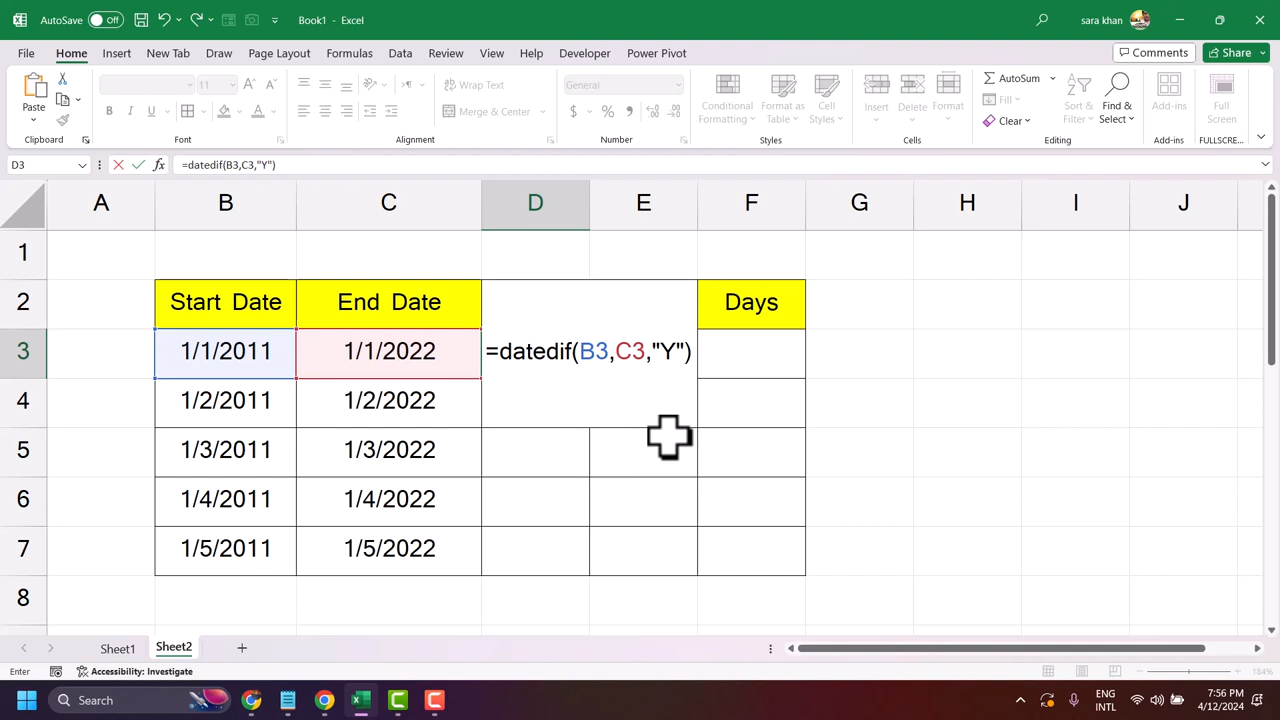 AutoSave Off Book1 - Excel sara khan
File Home Insert New Tab Draw Page Layout Formulas Data Review View Help Developer Power Pivot Comments Share
Paste
Clipboard
11
B I U
Font
Wrap Text
Merge & Center
Alignment
General
$ %
Number
Conditional Formatting
Format as Table
Cell Styles
Styles
Insert
Delete
Format
Cells
AutoSum
Fill
Clear
Sort & Filter
Find & Select
Editing
Add-ins
Add-ins
Full Screen
FULLSCRE...
D3 fx =datedif(B3,C3,"Y")
A B C D E F G H I J
1
2 Start Date End Date Days
3 1/1/2011 1/1/2022 =datedif(B3,C3,"Y")
4 1/2/2011 1/2/2022
5 1/3/2011 1/3/2022
6 1/4/2011 1/4/2022
7 1/5/2011 1/5/2022
8
Sheet1 Sheet2
Enter Accessibility: Investigate 184%
Search ENG INTL 7:56 PM 4/12/2024